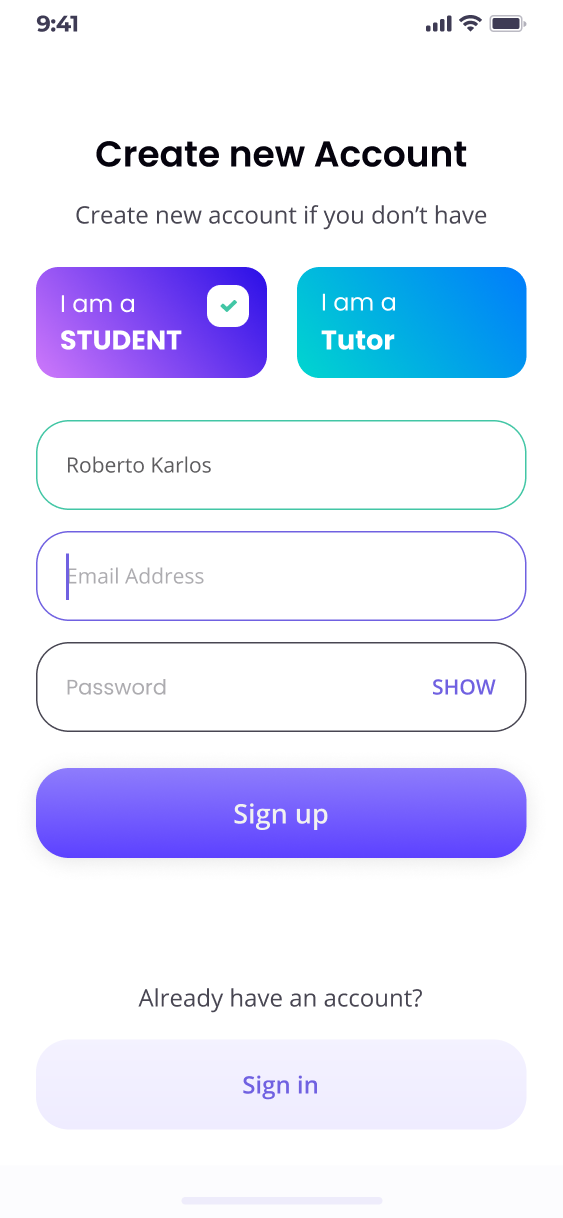 9:41
Create new Account
Create new account if you don’t have
I am a
STUDENT
I am a
Tutor
Roberto Karlos
Email Address
Password
SHOW
Sign up
Already have an account?
Sign in